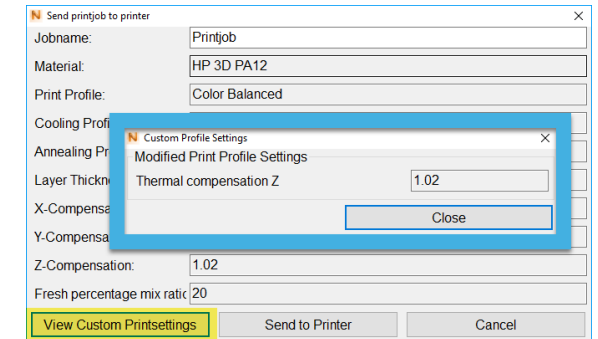 Send printjob to printer
Jobname: Printjob
Material: HP 3D PA12
Print Profile: Color Balanced
Cooling Profi
Annealing Pr
Layer Thickn
X-Compensa
Y-Compensa
Custom Profile Settings
Modified Print Profile Settings
Thermal compensation Z 1.02
Close
Z-Compensation: 1.02
Fresh percentage mix ratic 20
View Custom Printsettings Send to Printer Cancel